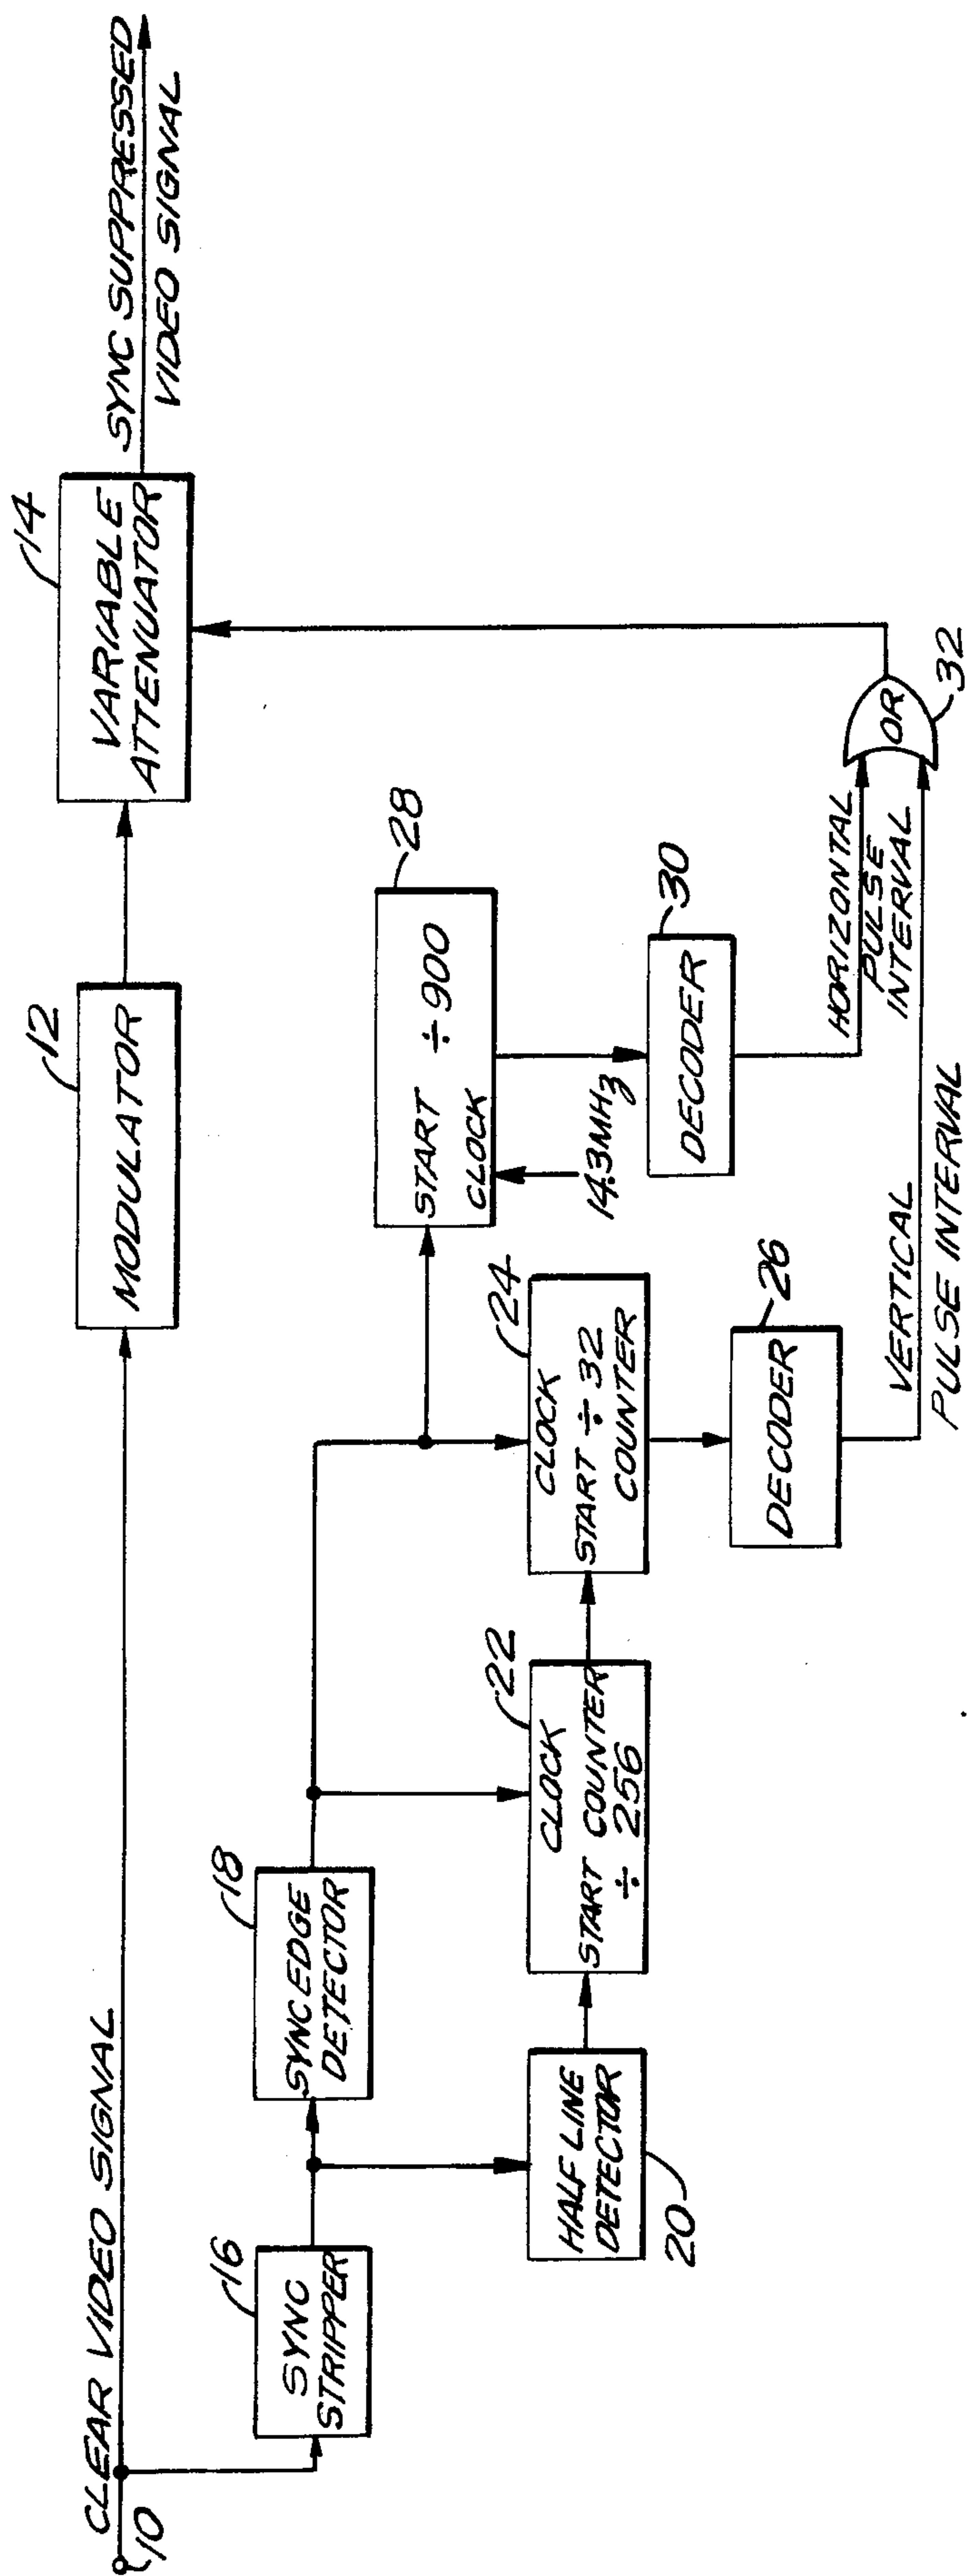 CLEAR VIDEO SIGNAL
10
12
MODULATOR
14
VARIABLE
ATTENUATOR
SYNC SUPPRESSED
VIDEO SIGNAL
16
SYNC
STRIPPER
18
SYNC EDGE
DETECTOR
28
START ÷900
CLOCK
14.3MHz
30
DECODER
HORIZONTAL
PULSE
INTERVAL
20
HALF LINE
DETECTOR
22
CLOCK
START COUNTER
÷ 256
24
CLOCK
START ÷ 32
COUNTER
26
DECODER
VERTICAL
PULSE INTERVAL
OR
32